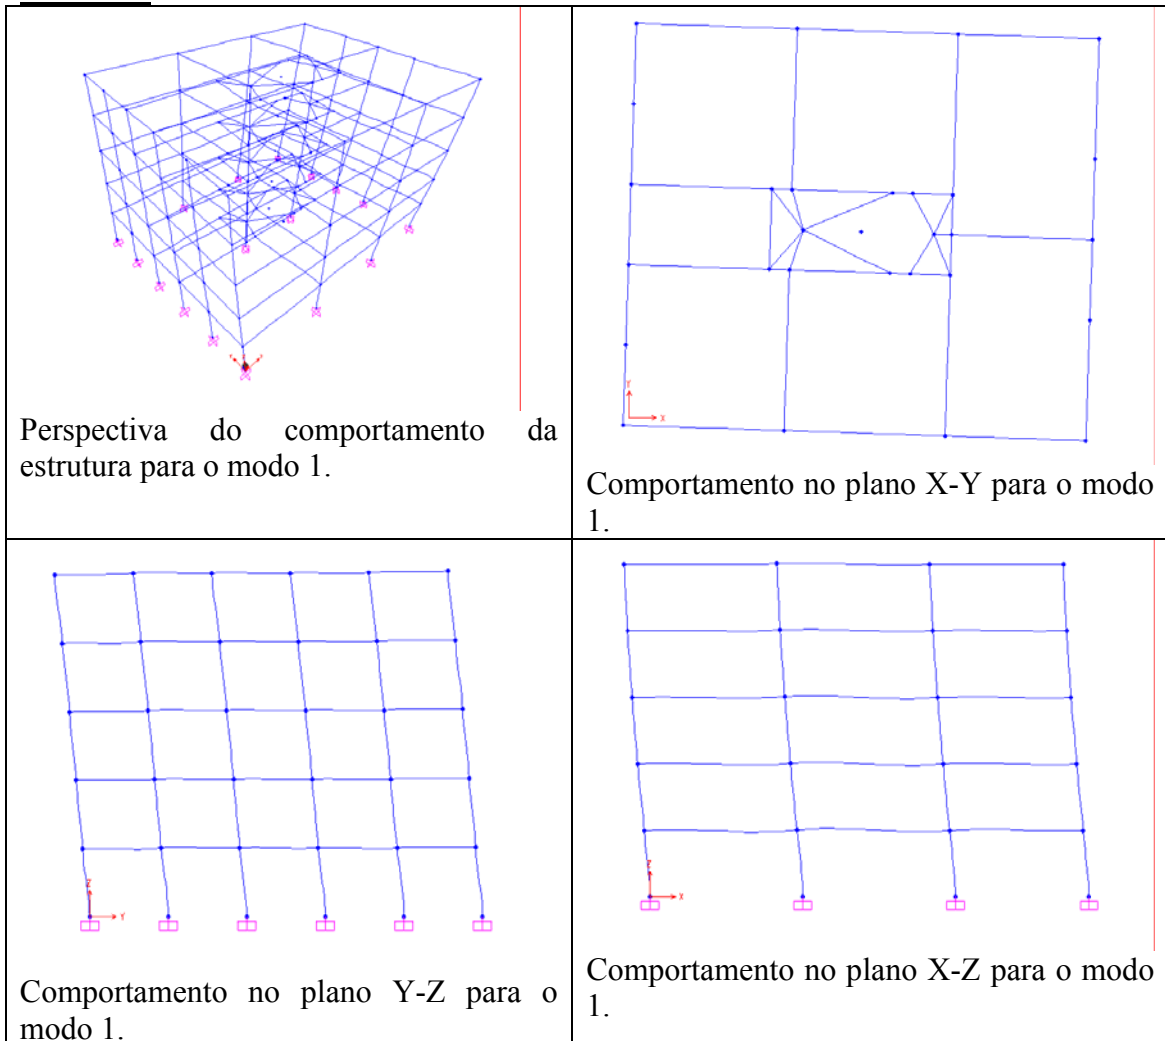 Perspectiva do comportamento da
estrutura para o modo 1.
Y
X
Comportamento no plano X-Y para o modo
1.
Z
Y
Comportamento no plano Y-Z para o
modo 1.
Z
X
Comportamento no plano X-Z para o modo
1.